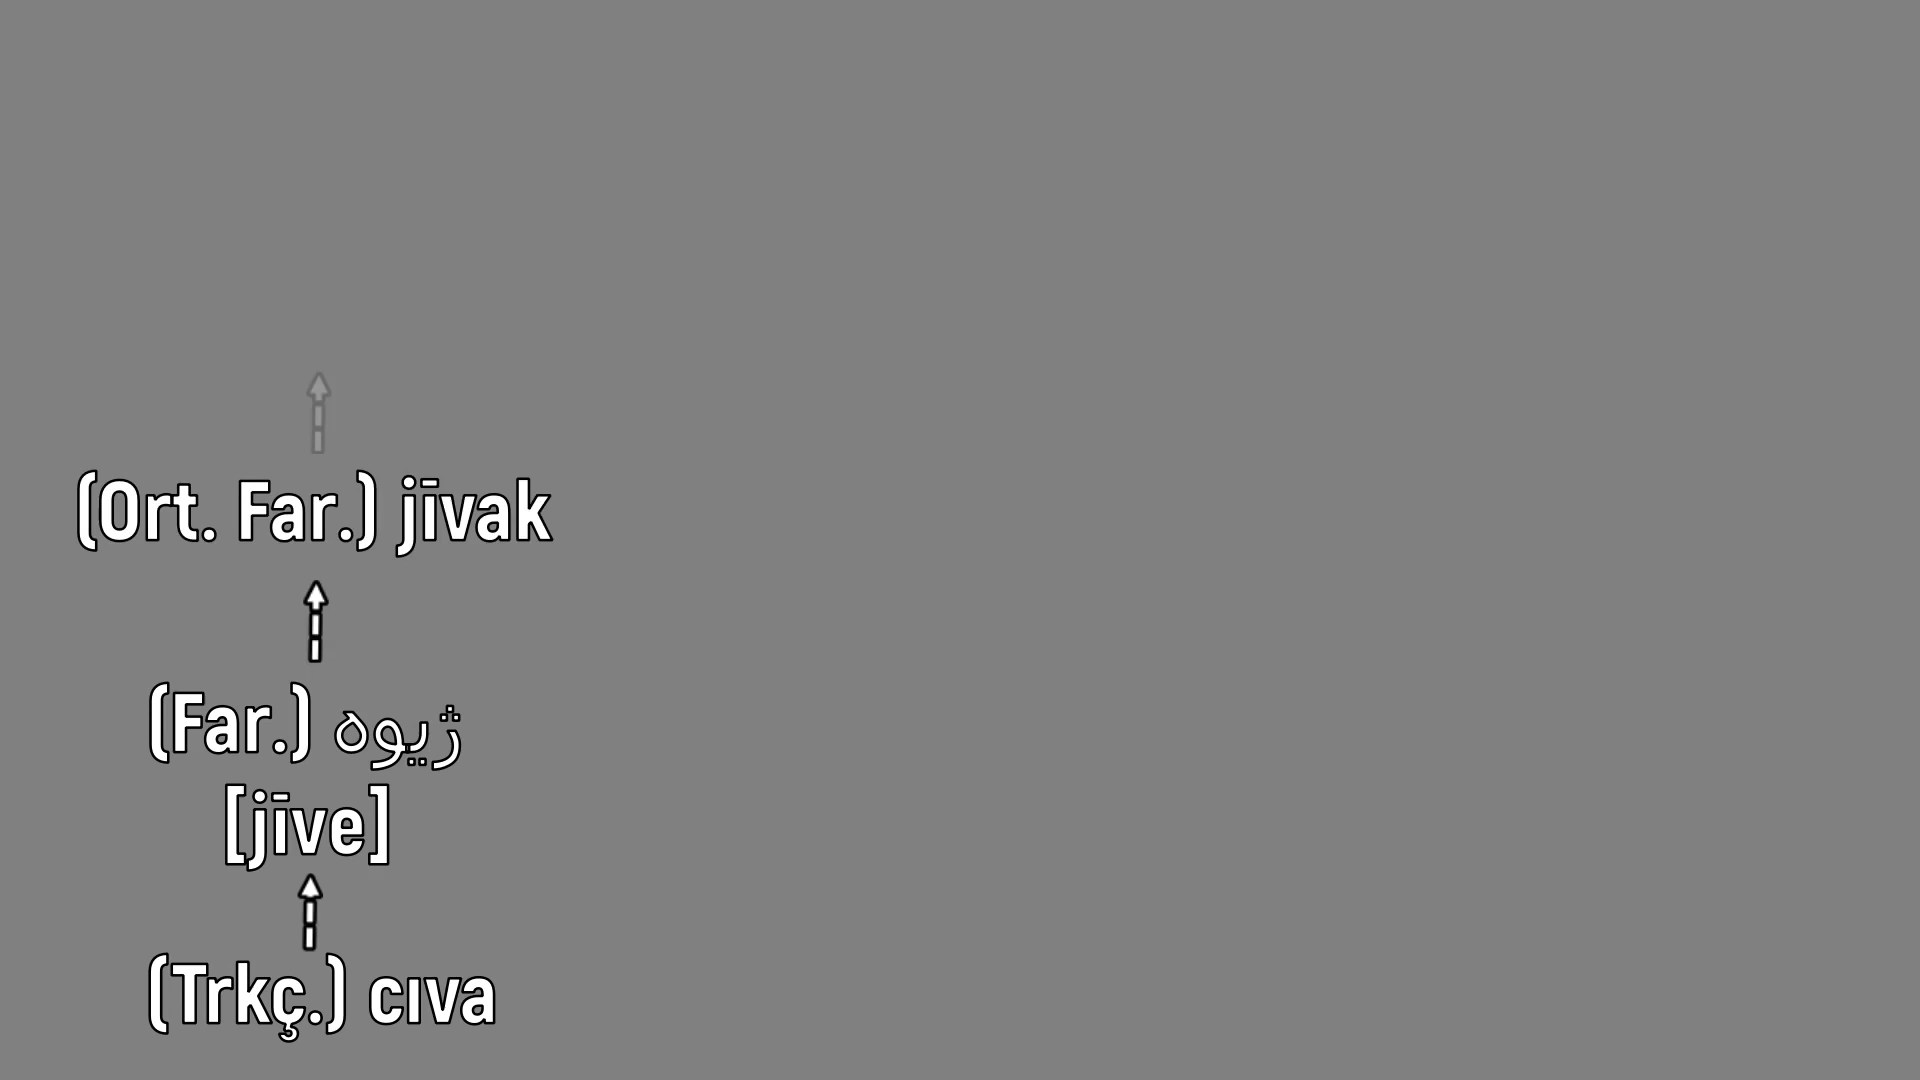 (Ort. Far.) jīvak
(Far.) ژیوه
[jīve]
(Trkç.) cıva